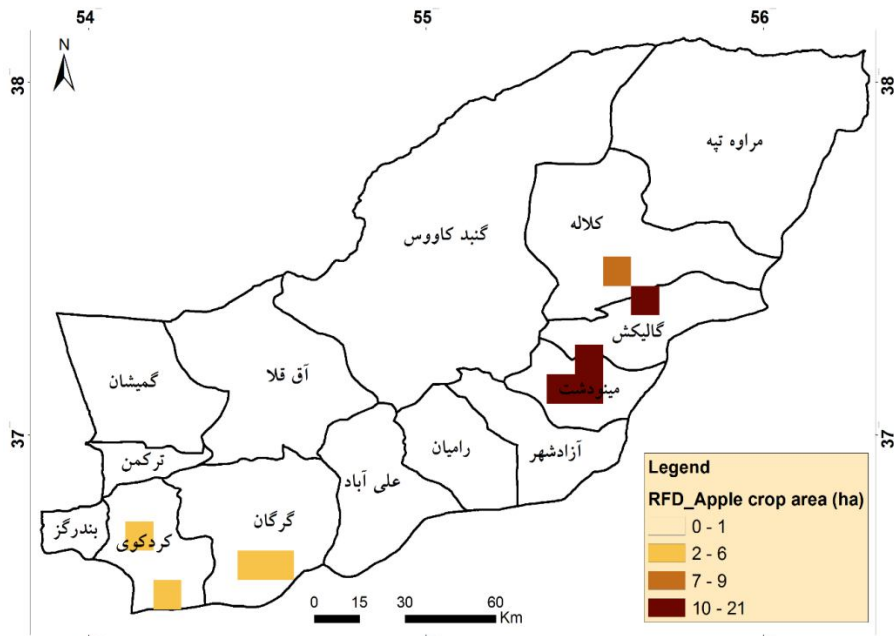 54 55 56
N
38 38
مراوه تپه
کلاله
گنبد کاووس
گالیکش
آق قلا
گمیشان
مینودشت
37 37
ترکمن
رامیان
آزادشهر
علی آباد
گرگان
بندرگز
کردکوی
Legend
RFD_Apple crop area (ha)
0 - 1
2 - 6
7 - 9
10 - 21
0 15 30 60
Km